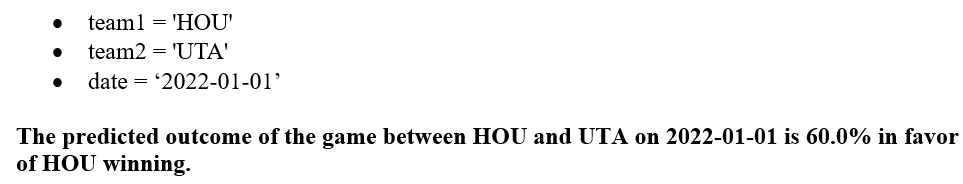 • team1 = 'HOU'
• team2 = 'UTA'
• date = ‘2022-01-01’
The predicted outcome of the game between HOU and UTA on 2022-01-01 is 60.0% in favor
of HOU winning.